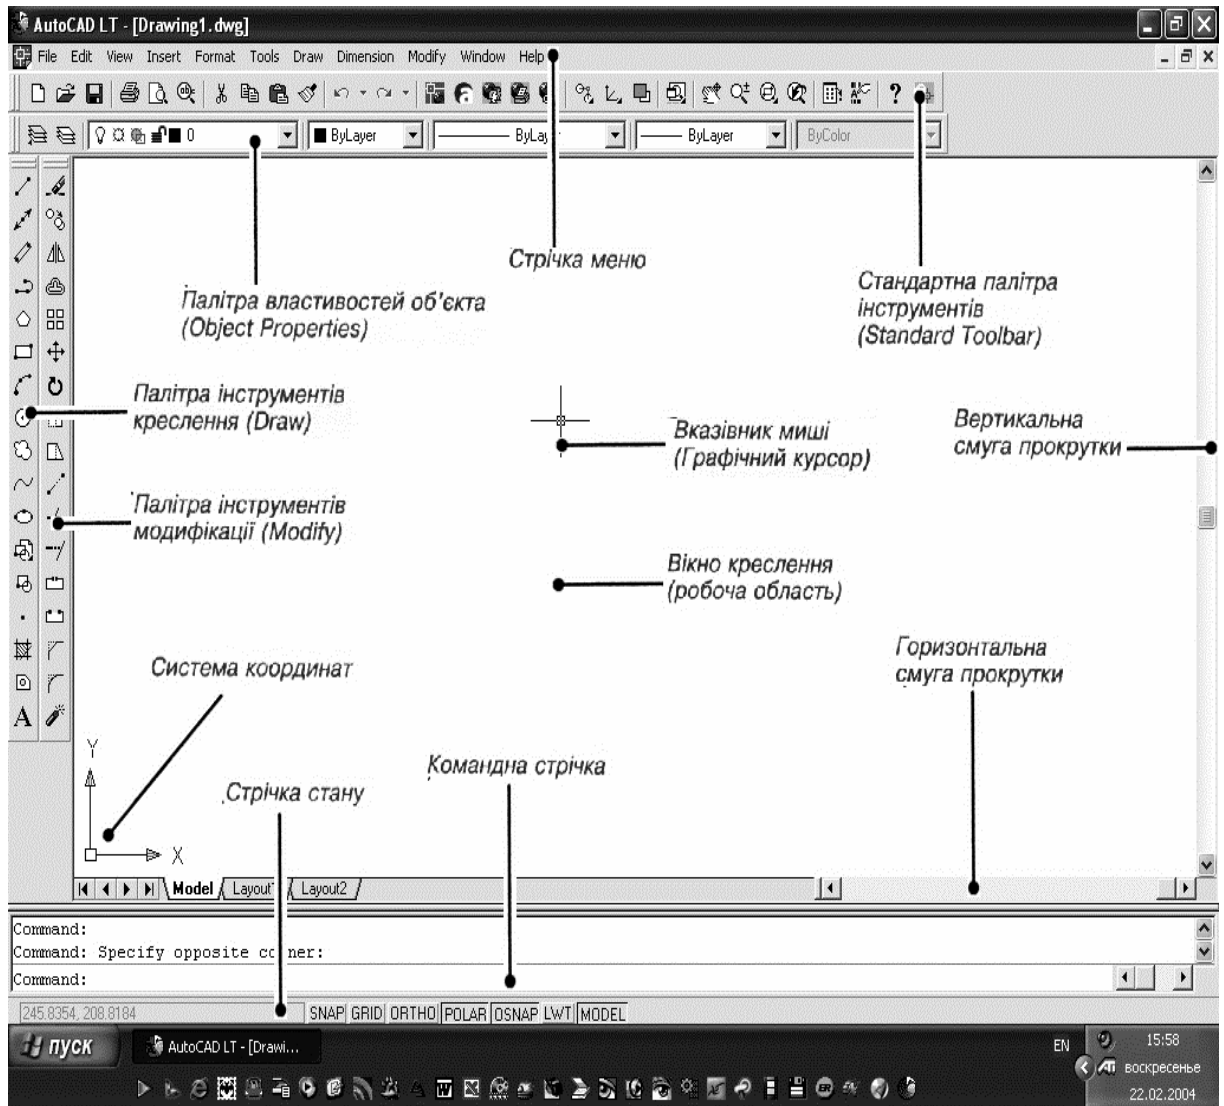 AutoCAD LT - [Drawing1.dwg]
File Edit View Insert Format Tools Draw Dimension Modify Window Help
0 ByLayer ByLayer ByLayer ByColor
Стрічка меню
Палітра властивостей об'єкта
(Object Properties)
Стандартна палітра
інструментів
(Standard Toolbar)
Палітра інструментів
креслення (Draw)
Вказівник миші
(Графічний курсор)
Вертикальна
смуга прокрутки
Палітра інструментів
модифікації (Modify)
Вікно креслення
(робоча область)
Система координат
Горизонтальна
смуга прокрутки
A
Y
Командна стрічка
Стрічка стану
X
Model Layout1 Layout2
Command:
Command: Specify opposite corner:
Command:
245.8354, 208.8184 SNAP GRID ORTHO POLAR OSNAP LWT MODEL
пуск AutoCAD LT - [Drawi... EN 15:58
воскресенье
22.02.2004